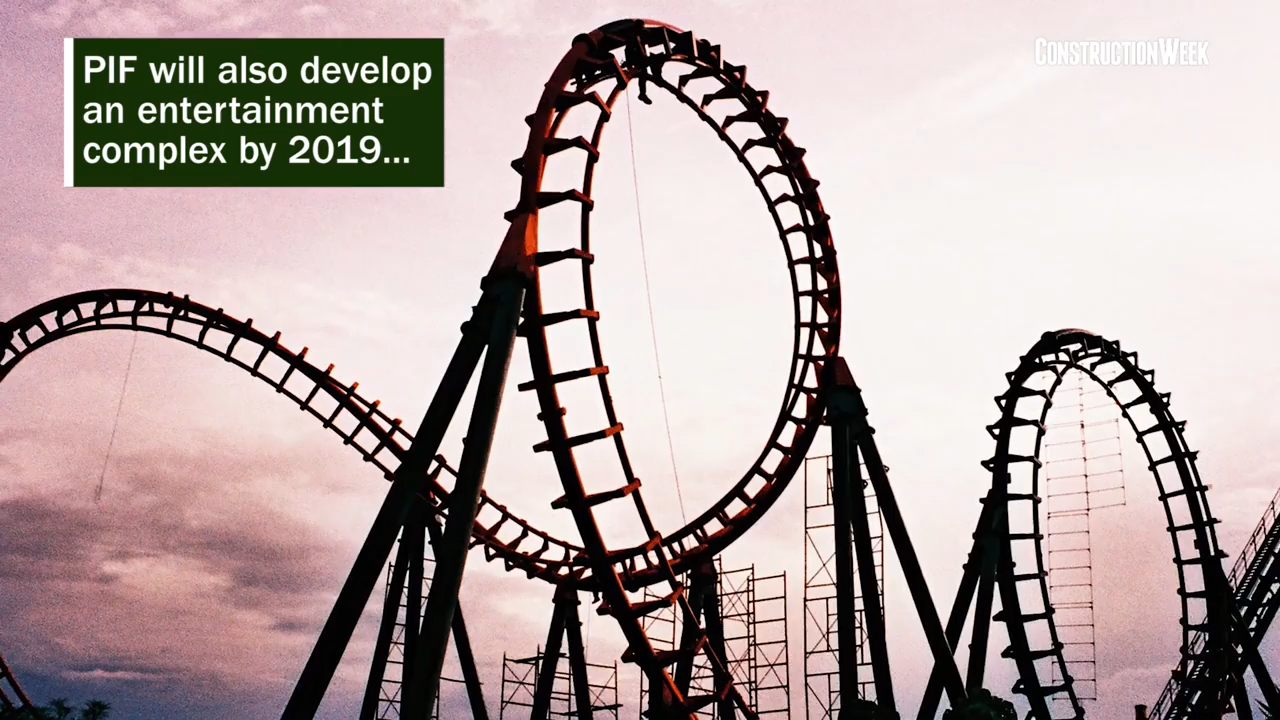 PIF will also develop
an entertainment
complex by 2019...
CONSTRUCTIONWEEK